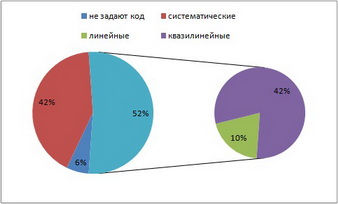 не задают код систематические
линейные квазилинейные
42%
42%
52%
10%
6%